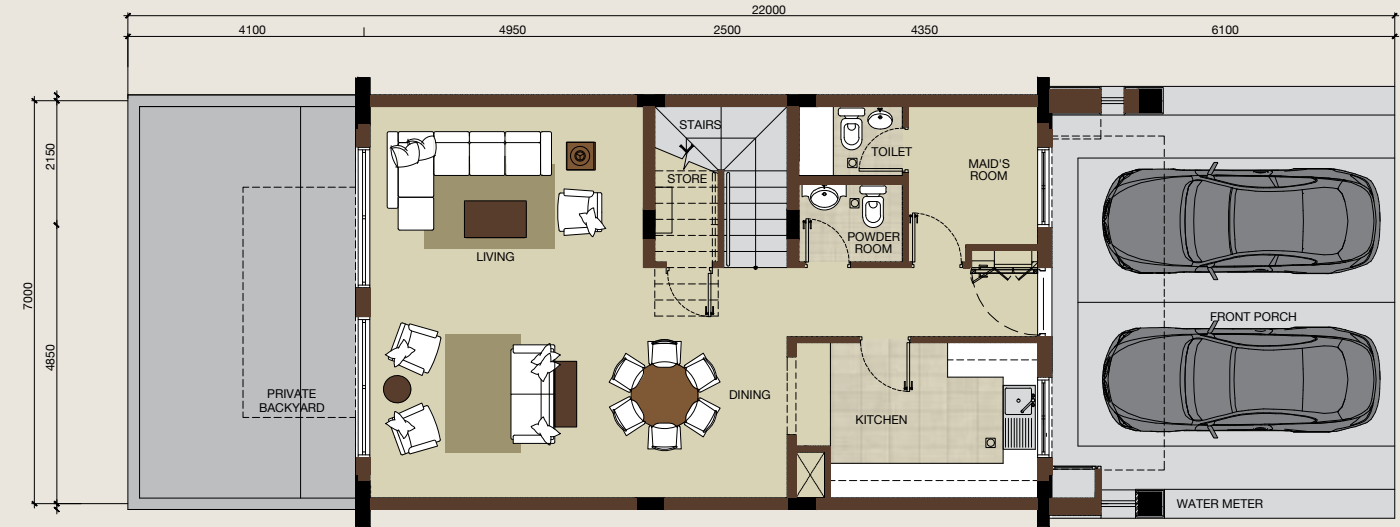 22000
4100
4950
2500
4350
6100
7000
2150
4850
STAIRS
STORE
TOILET
MAID'S
ROOM
POWDER
ROOM
LIVING
FRONT PORCH
PRIVATE
BACKYARD
DINING
KITCHEN
WATER METER